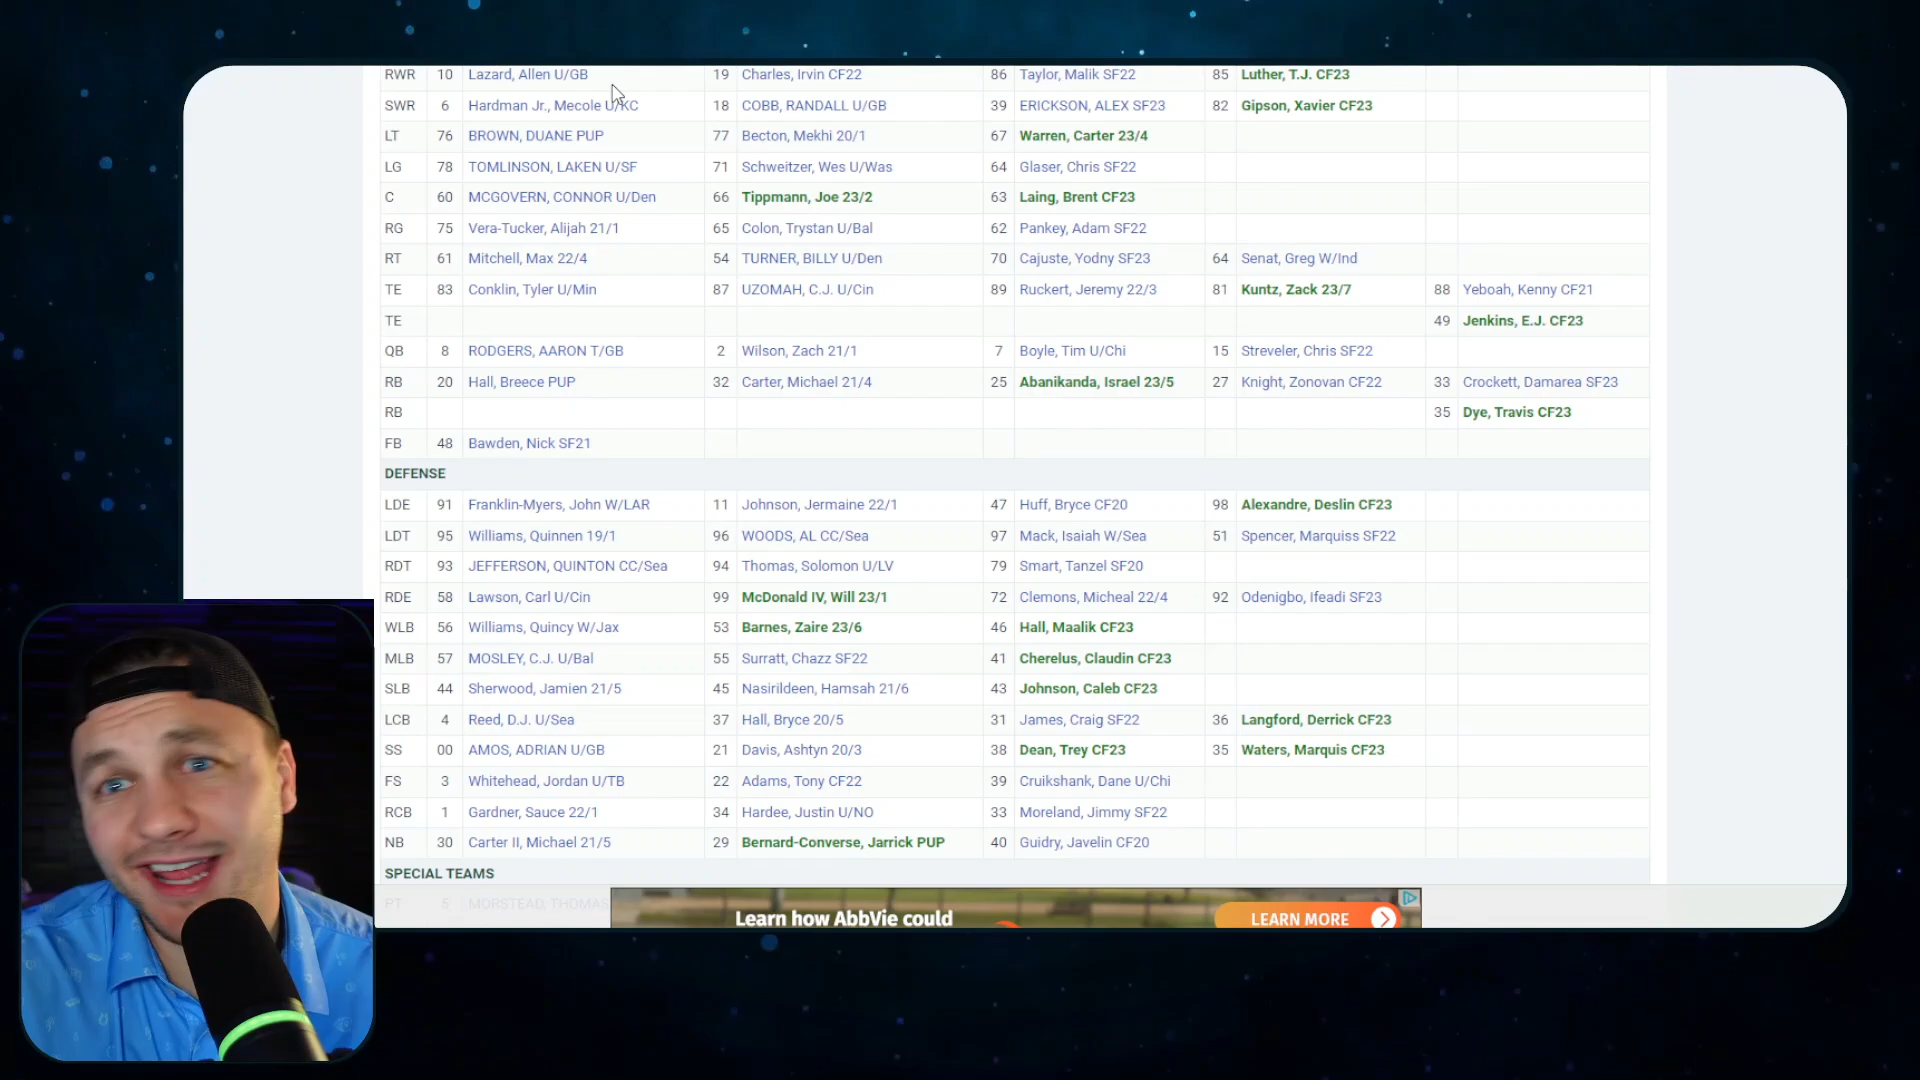 RWR 10 Lazard, Allen U/GB 19 Charles, Irvin CF22 86 Taylor, Malik SF22 85 Luther, T.J. CF23
SWR 6 Hardman Jr., Mecole U/KC 18 COBB, RANDALL U/GB 39 ERICKSON, ALEX SF23 82 Gipson, Xavier CF23
LT 76 BROWN, DUANE PUP 77 Becton, Mekhi 20/1 67 Warren, Carter 23/4
LG 78 TOMLINSON, LAKEN U/SF 71 Schweitzer, Wes U/Was 64 Glaser, Chris SF22
C 60 MCGOVERN, CONNOR U/Den 66 Tippmann, Joe 23/2 63 Laing, Brent CF23
RG 75 Vera-Tucker, Alijah 21/1 65 Colon, Trystan U/Bal 62 Pankey, Adam SF22
RT 61 Mitchell, Max 22/4 54 TURNER, BILLY U/Den 70 Cajuste, Yodny SF23 64 Senat, Greg W/Ind
TE 83 Conklin, Tyler U/Min 87 UZOMAH, C.J. U/Cin 89 Ruckert, Jeremy 22/3 81 Kuntz, Zack 23/7 88 Yeboah, Kenny CF21
TE 49 Jenkins, E.J. CF23
QB 8 RODGERS, AARON T/GB 2 Wilson, Zach 21/1 7 Boyle, Tim U/Chi 15 Streveler, Chris SF22
RB 20 Hall, Breece PUP 32 Carter, Michael 21/4 25 Abanikanda, Israel 23/5 27 Knight, Zonovan CF22 33 Crockett, Damarea SF23
RB 35 Dye, Travis CF23
FB 48 Bawden, Nick SF21
DEFENSE
LDE 91 Franklin-Myers, John W/LAR 11 Johnson, Jermaine 22/1 47 Huff, Bryce CF20 98 Alexandre, Deslin CF23
LDT 95 Williams, Quinnen 19/1 96 WOODS, AL CC/Sea 97 Mack, Isaiah W/Sea 51 Spencer, Marquiss SF22
RDT 93 JEFFERSON, QUINTON CC/Sea 94 Thomas, Solomon U/LV 79 Smart, Tanzel SF20
RDE 58 Lawson, Carl U/Cin 99 McDonald IV, Will 23/1 72 Clemons, Micheal 22/4 92 Odenigbo, Ifeadi SF23
WLB 56 Williams, Quincy W/Jax 53 Barnes, Zaire 23/6 46 Hall, Maalik CF23
MLB 57 MOSLEY, C.J. U/Bal 55 Surratt, Chazz SF22 41 Cherelus, Claudin CF23
SLB 44 Sherwood, Jamien 21/5 45 Nasirildeen, Hamsah 21/6 43 Johnson, Caleb CF23
LCB 4 Reed, D.J. U/Sea 37 Hall, Bryce 20/5 31 James, Craig SF22 36 Langford, Derrick CF23
SS 00 AMOS, ADRIAN U/GB 21 Davis, Ashtyn 20/3 38 Dean, Trey CF23 35 Waters, Marquis CF23
FS 3 Whitehead, Jordan U/TB 22 Adams, Tony CF22 39 Cruikshank, Dane U/Chi
RCB 1 Gardner, Sauce 22/1 34 Hardee, Justin U/NO 33 Moreland, Jimmy SF22
NB 30 Carter II, Michael 21/5 29 Bernard-Converse, Jarrick PUP 40 Guidry, Javelin CF20
SPECIAL TEAMS
PT 5 MORSTEAD, THOMAS
Learn how AbbVie could
LEARN MORE